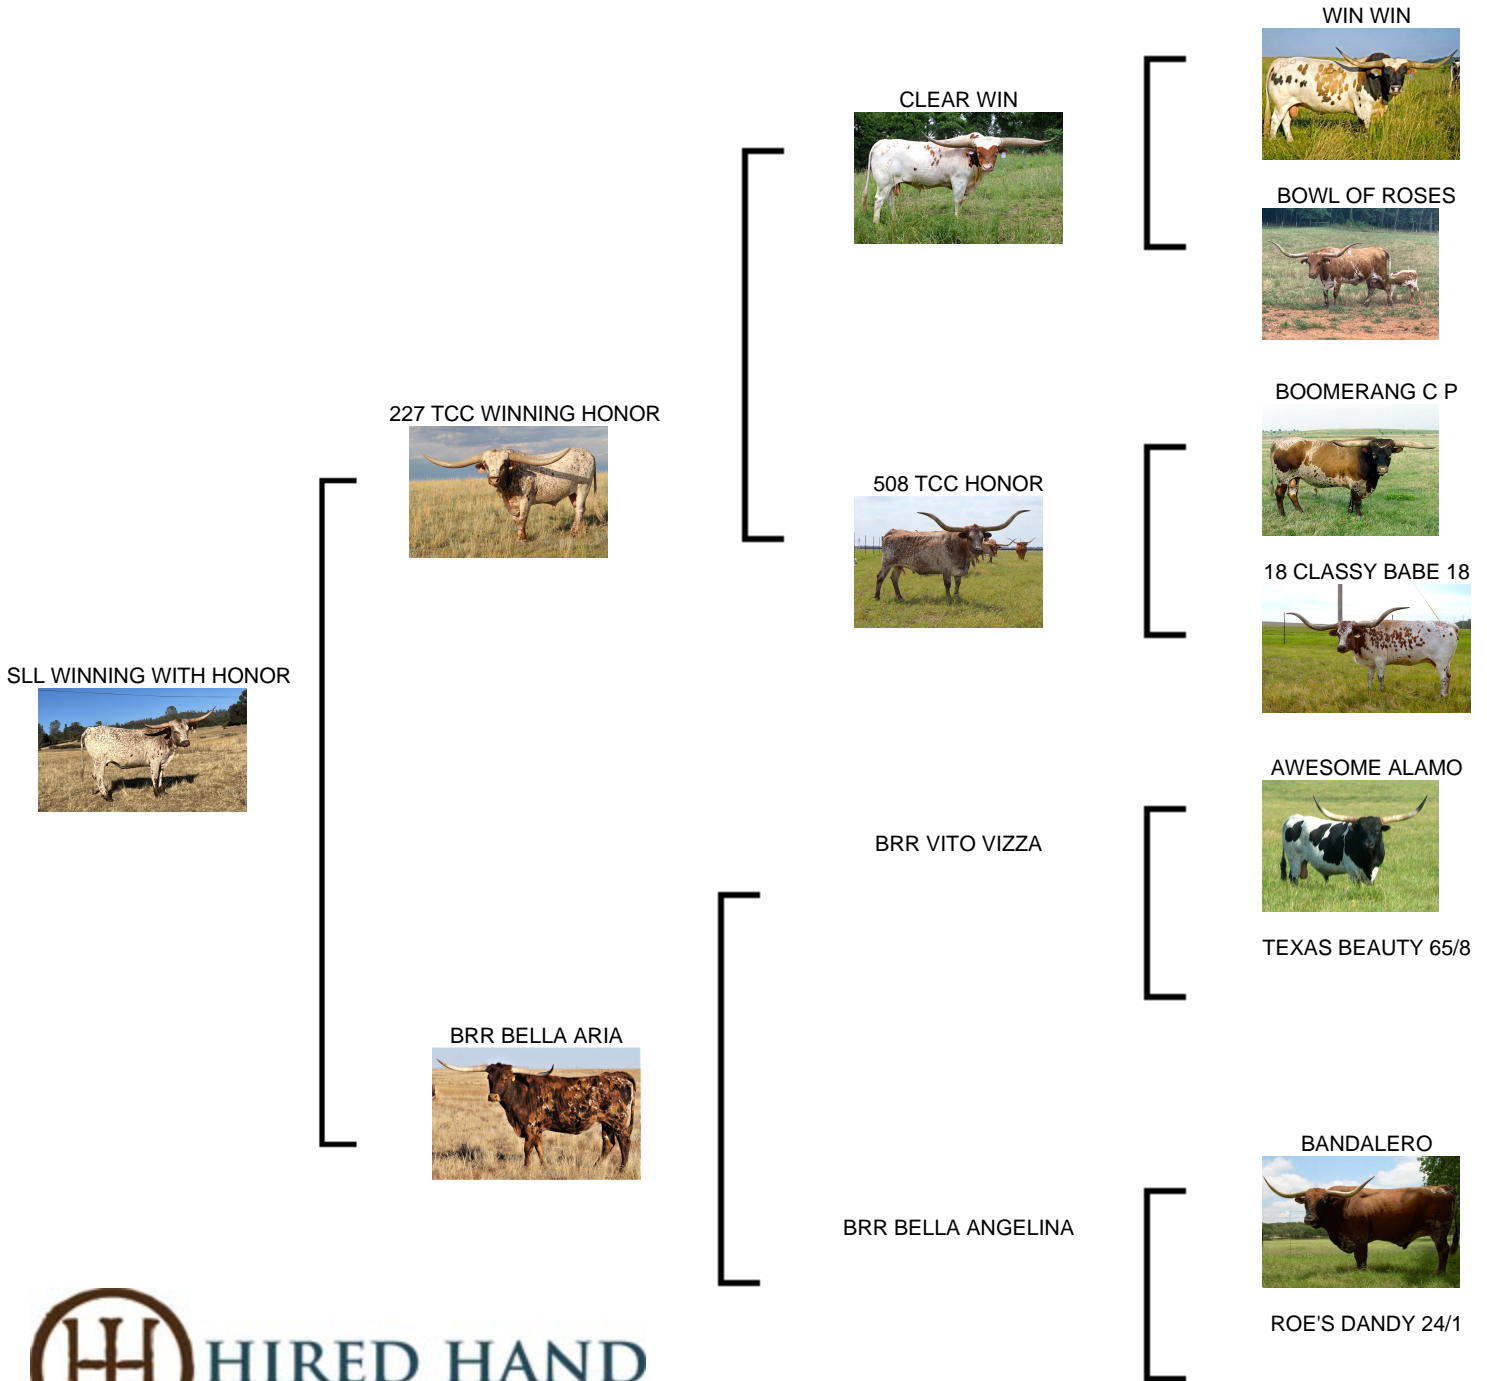 WIN WIN
CLEAR WIN
BOWL OF ROSES
BOOMERANG C P
227 TCC WINNING HONOR
508 TCC HONOR
18 CLASSY BABE 18
SLL WINNING WITH HONOR
AWESOME ALAMO
BRR VITO VIZZA
TEXAS BEAUTY 65/8
BRR BELLA ARIA
BANDALERO
BRR BELLA ANGELINA
ROE'S DANDY 24/1
HIRED HAND